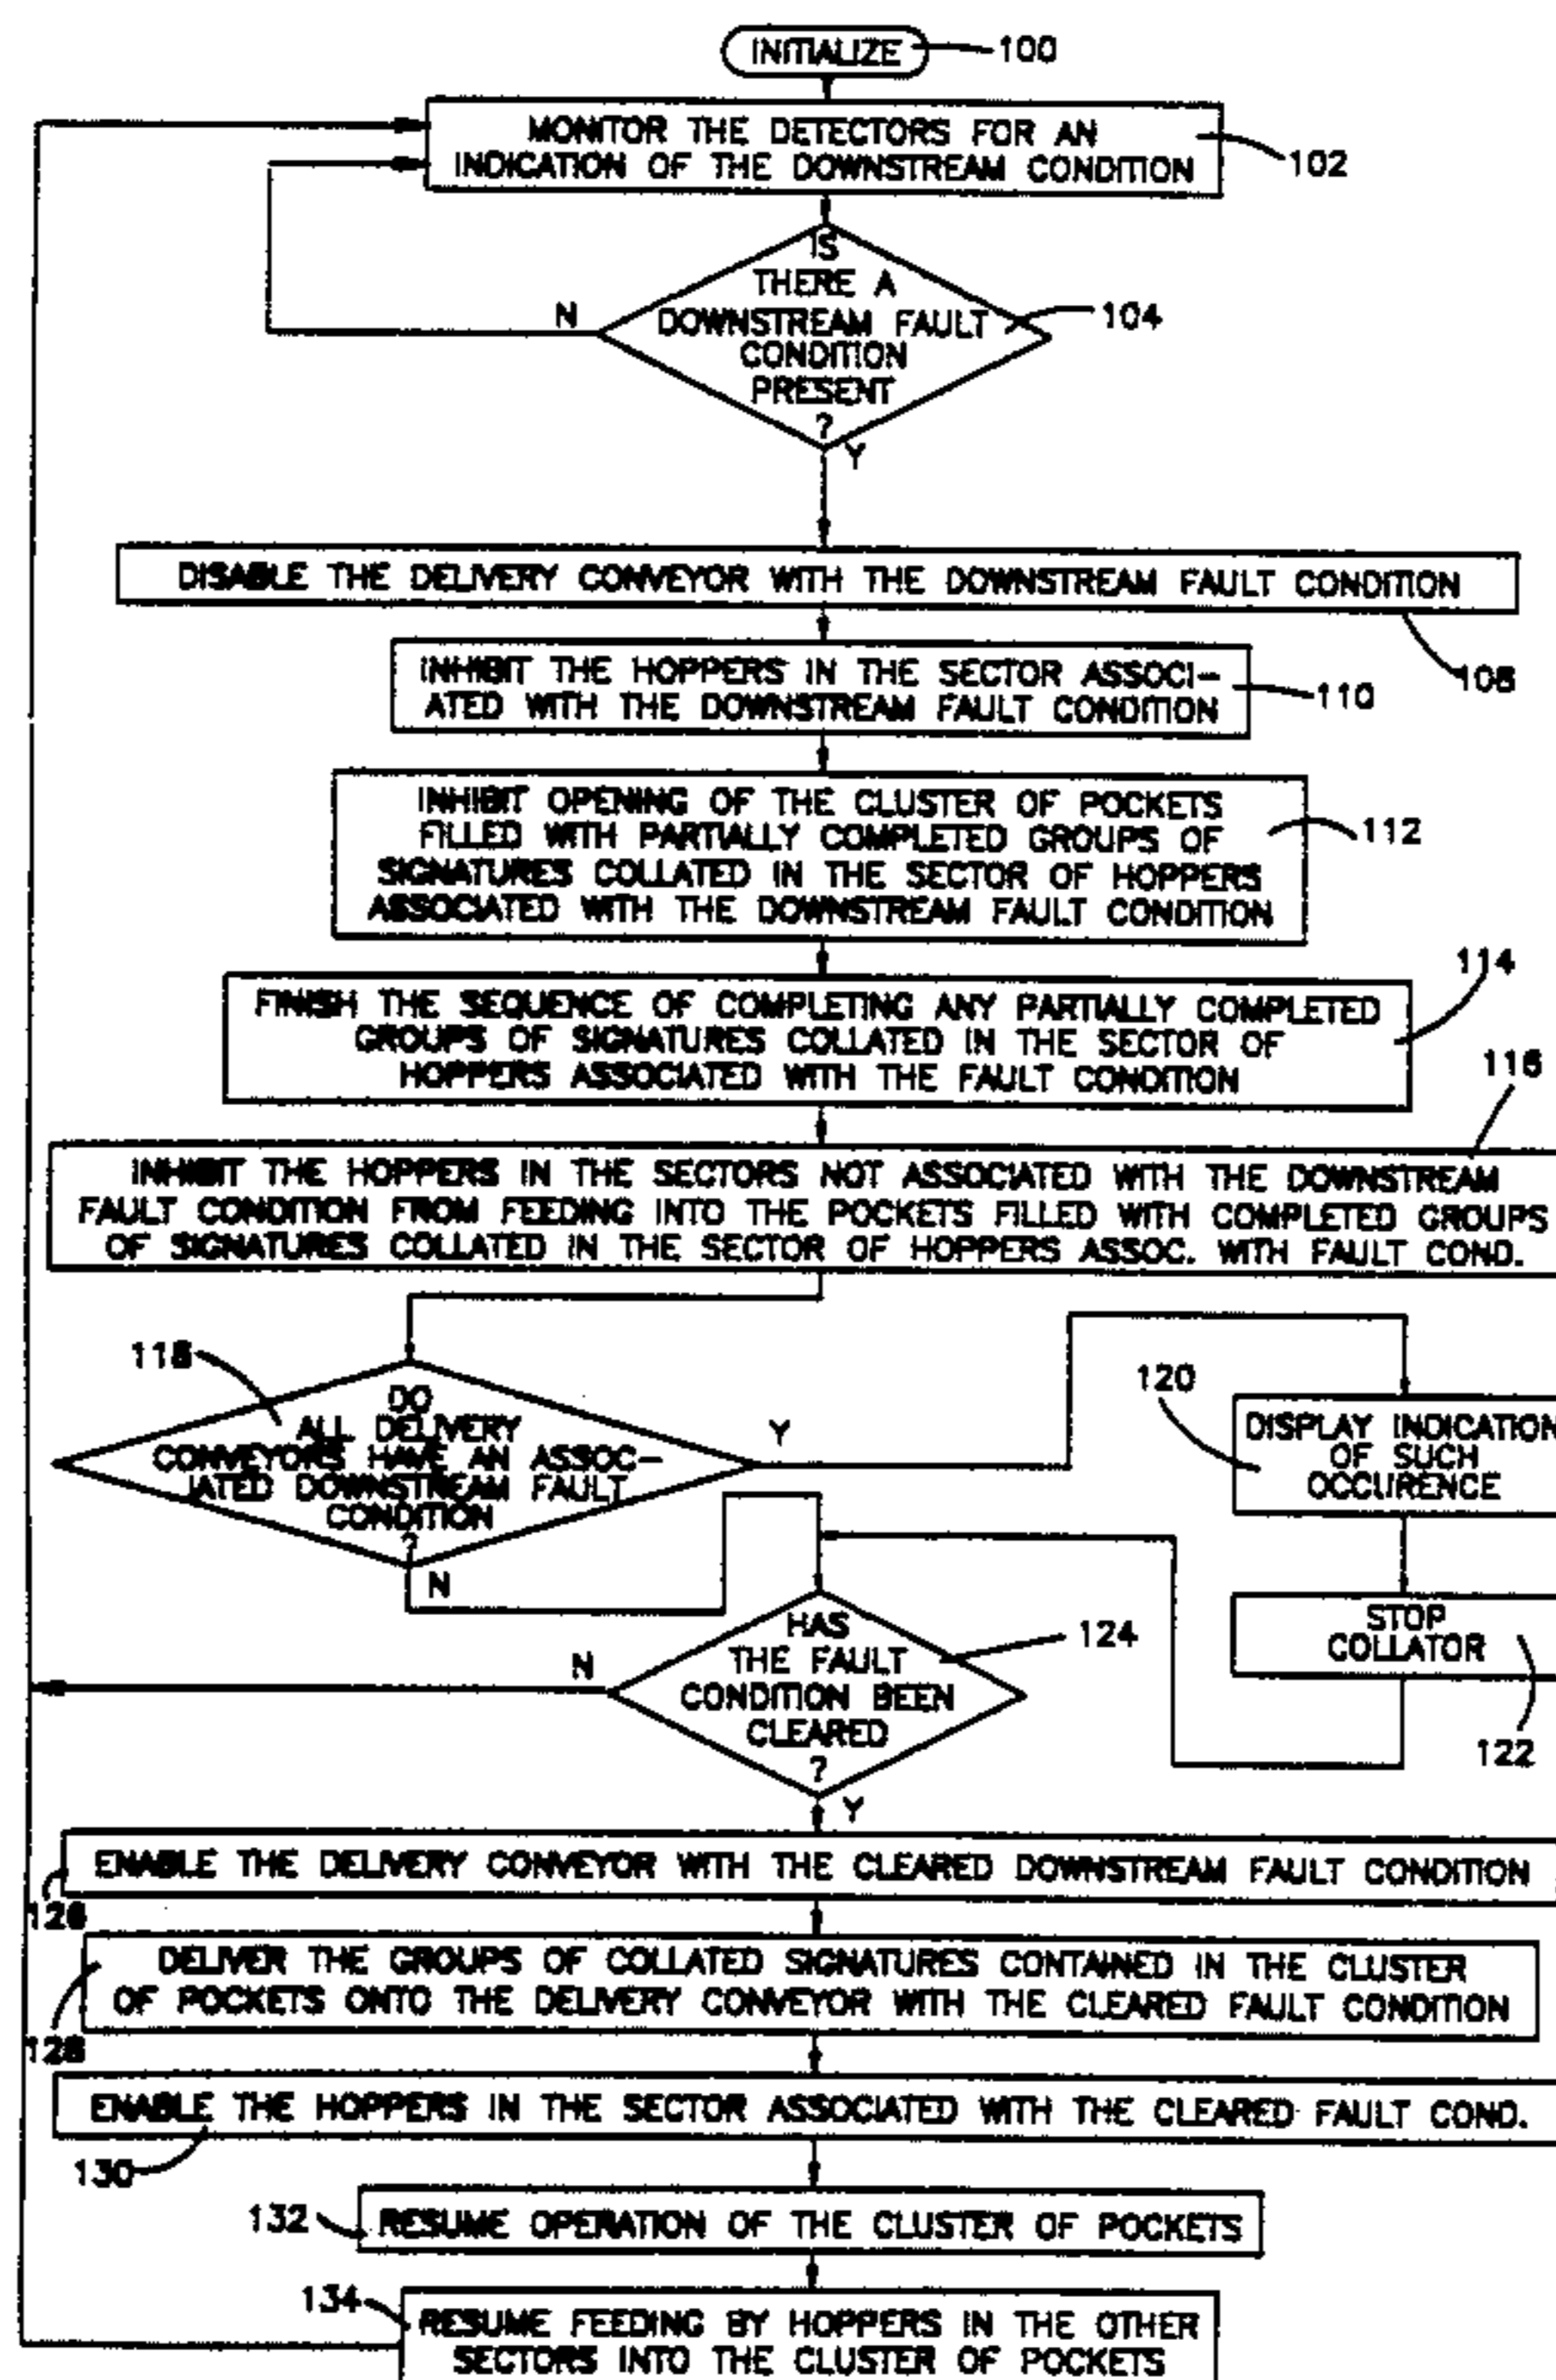 INITIALIZE
100
MONITOR THE DETECTORS FOR AN
INDICATION OF THE DOWNSTREAM CONDITION
102
IS
THERE A
DOWNSTREAM FAULT
CONDITION
PRESENT
?
104
N
Y
DISABLE THE DELIVERY CONVEYOR WITH THE DOWNSTREAM FAULT CONDITION
108
INHIBIT THE HOPPERS IN THE SECTOR ASSOCI-
ATED WITH THE DOWNSTREAM FAULT CONDITION
110
INHIBIT OPENING OF THE CLUSTER OF POCKETS
FILLED WITH PARTIALLY COMPLETED GROUPS OF
SIGNATURES COLLATED IN THE SECTOR OF HOPPERS
ASSOCIATED WITH THE DOWNSTREAM FAULT CONDITION
112
FINISH THE SEQUENCE OF COMPLETING ANY PARTIALLY COMPLETED
GROUPS OF SIGNATURES COLLATED IN THE SECTOR OF
HOPPERS ASSOCIATED WITH THE FAULT CONDITION
114
116
INHIBIT THE HOPPERS IN THE SECTORS NOT ASSOCIATED WITH THE DOWNSTREAM
FAULT CONDITION FROM FEEDING INTO THE POCKETS FILLED WITH COMPLETED GROUPS
OF SIGNATURES COLLATED IN THE SECTOR OF HOPPERS ASSOC. WITH FAULT COND.
118
DO
ALL DELIVERY
CONVEYORS HAVE AN ASSOC-
IATED DOWNSTREAM FAULT
CONDITION
?
Y
N
120
DISPLAY INDICATION
OF SUCH
OCCURENCE
STOP
COLLATOR
122
HAS
THE FAULT
CONDITION BEEN
CLEARED
?
124
N
Y
ENABLE THE DELIVERY CONVEYOR WITH THE CLEARED DOWNSTREAM FAULT CONDITION
126
DELIVER THE GROUPS OF COLLATED SIGNATURES CONTAINED IN THE CLUSTER
OF POCKETS ONTO THE DELIVERY CONVEYOR WITH THE CLEARED FAULT CONDITION
128
ENABLE THE HOPPERS IN THE SECTOR ASSOCIATED WITH THE CLEARED FAULT COND.
130
132
RESUME OPERATION OF THE CLUSTER OF POCKETS
134
RESUME FEEDING BY HOPPERS IN THE OTHER
SECTORS INTO THE CLUSTER OF POCKETS